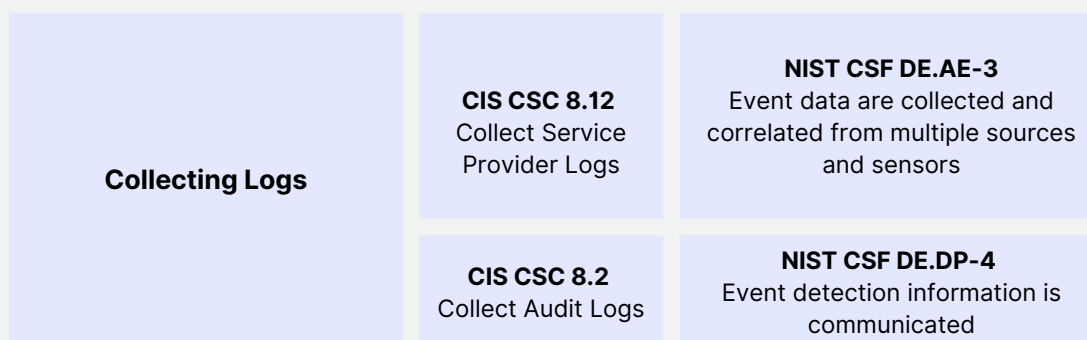 Collecting Logs
CIS CSC 8.12
Collect Service
Provider Logs
NIST CSF DE.AE-3
Event data are collected and
correlated from multiple sources
and sensors
CIS CSC 8.2
Collect Audit Logs
NIST CSF DE.DP-4
Event detection information is
communicated